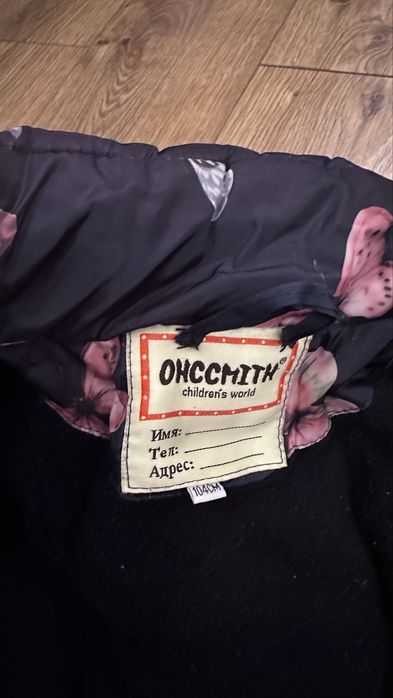 OHCCMITH®
children's world
Имя:
Тел:
Адрес:
104CM